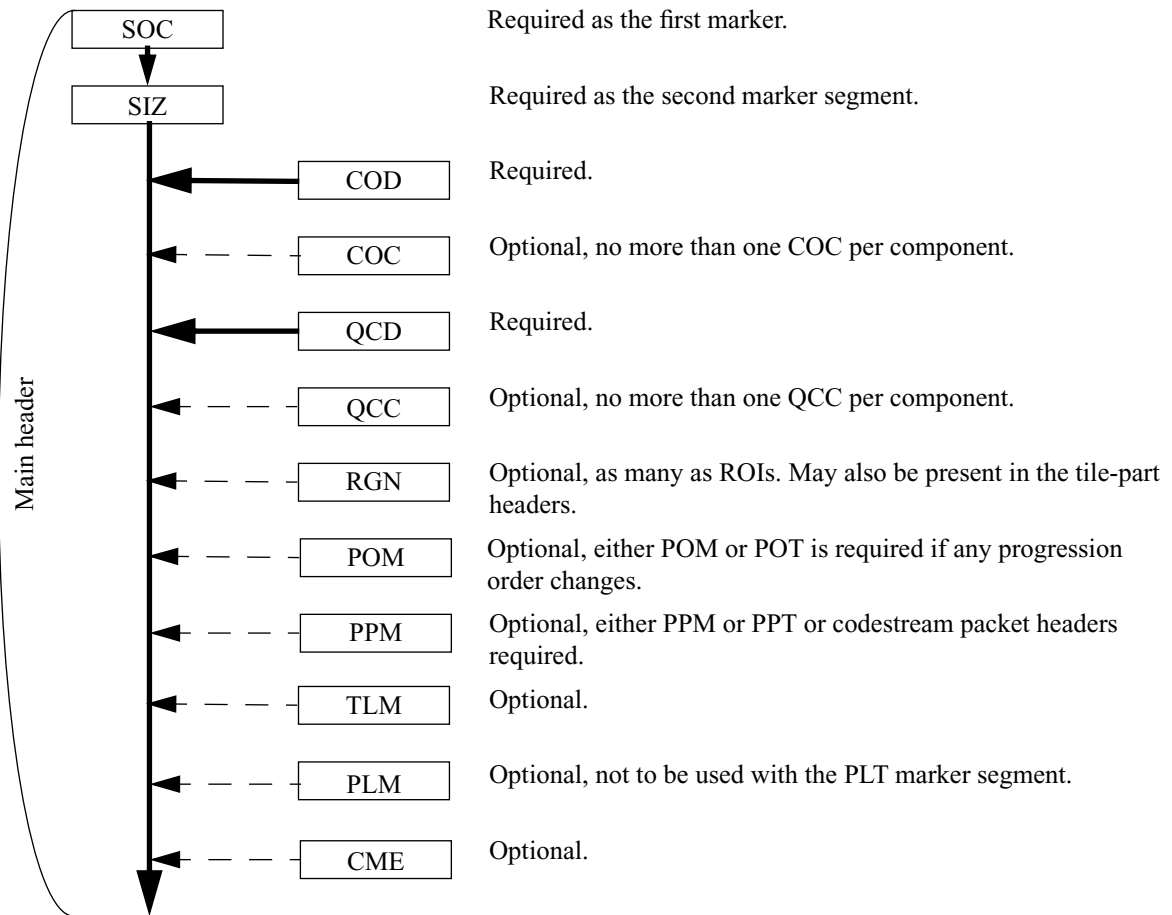 SOC
Required as the first marker.
SIZ
Required as the second marker segment.
COD
Required.
COC
Optional, no more than one COC per component.
QCD
Required.
QCC
Optional, no more than one QCC per component.
Main header
RGN
Optional, as many as ROIs. May also be present in the tile-part
headers.
POM
Optional, either POM or POT is required if any progression
order changes.
PPM
Optional, either PPM or PPT or codestream packet headers
required.
TLM
Optional.
PLM
Optional, not to be used with the PLT marker segment.
CME
Optional.